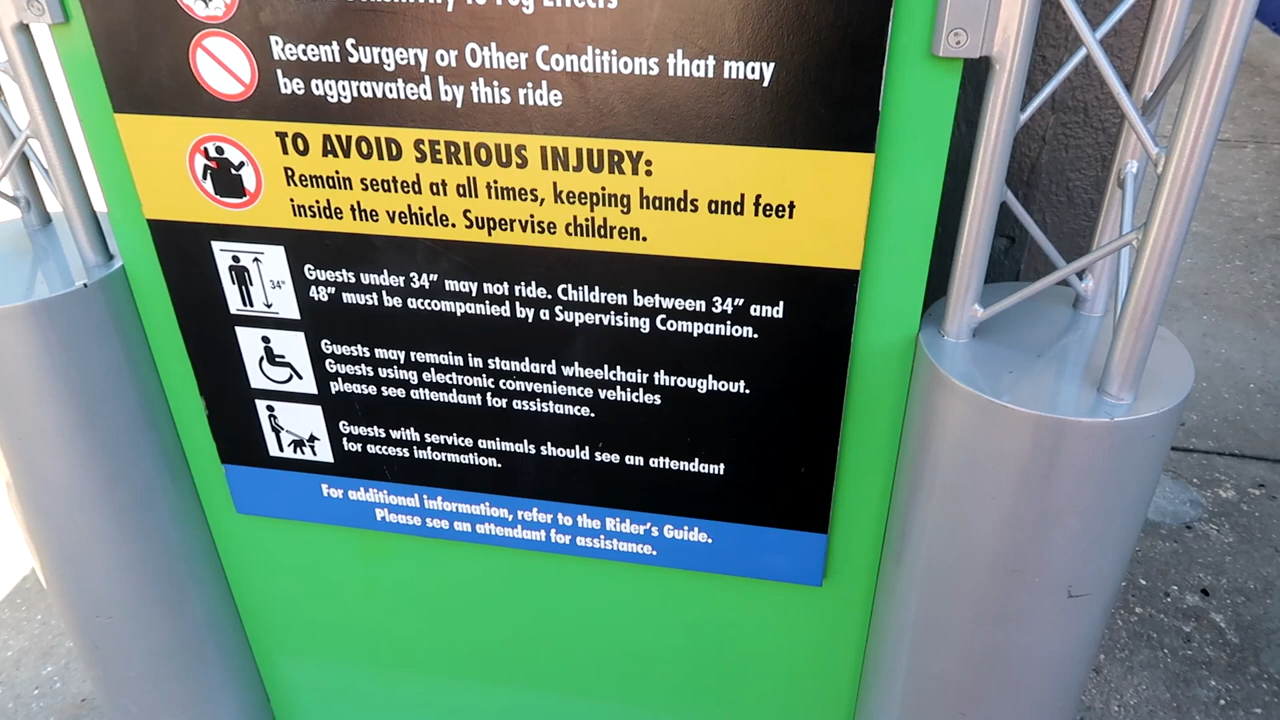 Sensitivity to Fog Effects
Recent Surgery or Other Conditions that may
be aggravated by this ride
TO AVOID SERIOUS INJURY:
Remain seated at all times, keeping hands and feet
inside the vehicle. Supervise children.
34"
Guests under 34" may not ride. Children between 34" and
48" must be accompanied by a Supervising Companion.
Guests may remain in standard wheelchair throughout.
Guests using electronic convenience vehicles
please see attendant for assistance.
Guests with service animals should see an attendant
for access information.
For additional information, refer to the Rider's Guide.
Please see an attendant for assistance.